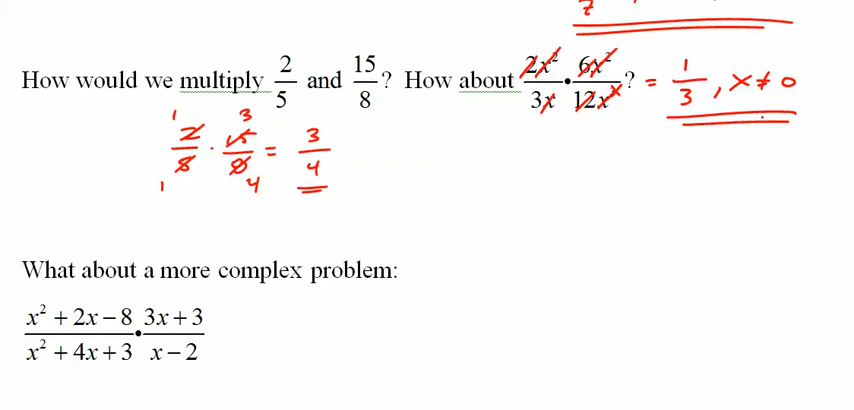 7
How would we multiply 2/5 and 15/8? How about 2x²/3x • 6x²/12x³? = 1/3, x ≠ 0
1 3
2/5 · 15/8 = 3/4
1 4
What about a more complex problem:
x² + 2x − 8 / x² + 4x + 3 • 3x + 3 / x − 2